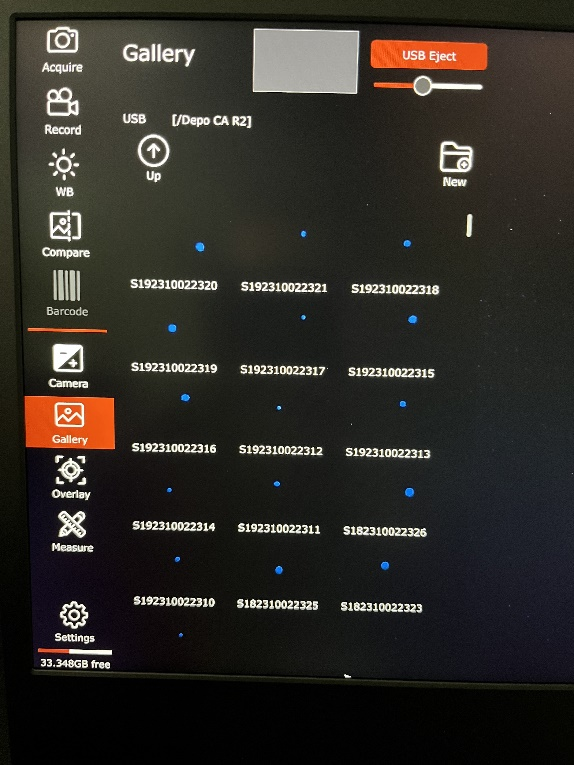 Acquire
Record
WB
Compare
Barcode
Camera
Gallery
Overlay
Measure
Settings
33.348GB free
Gallery
USB Eject
USB [/Depo CA R2]
Up
New
S192310022320 S192310022321 S192310022318
S192310022319 S192310022317 S192310022315
S192310022316 S192310022312 S192310022313
S192310022314 S192310022311 S182310022326
S192310022310 S182310022325 S182310022323